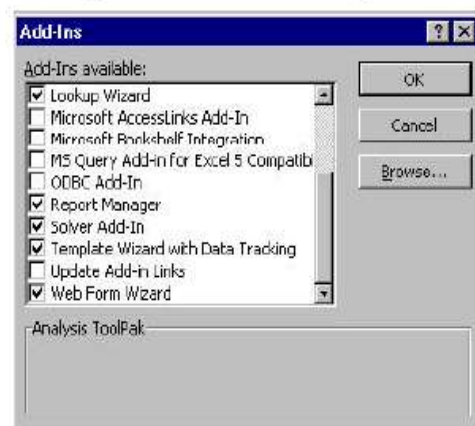 Add-Ins
Add-Ins available:
Lookup Wizard
Microsoft AccessLinks Add-In
Microsoft Bookshelf Integration
MS Query Add-in for Excel 5 Compatib
ODBC Add-In
Report Manager
Solver Add-In
Template Wizard with Data Tracking
Update Add-in Links
Web Form Wizard
OK
Cancel
Browse...
Analysis ToolPak